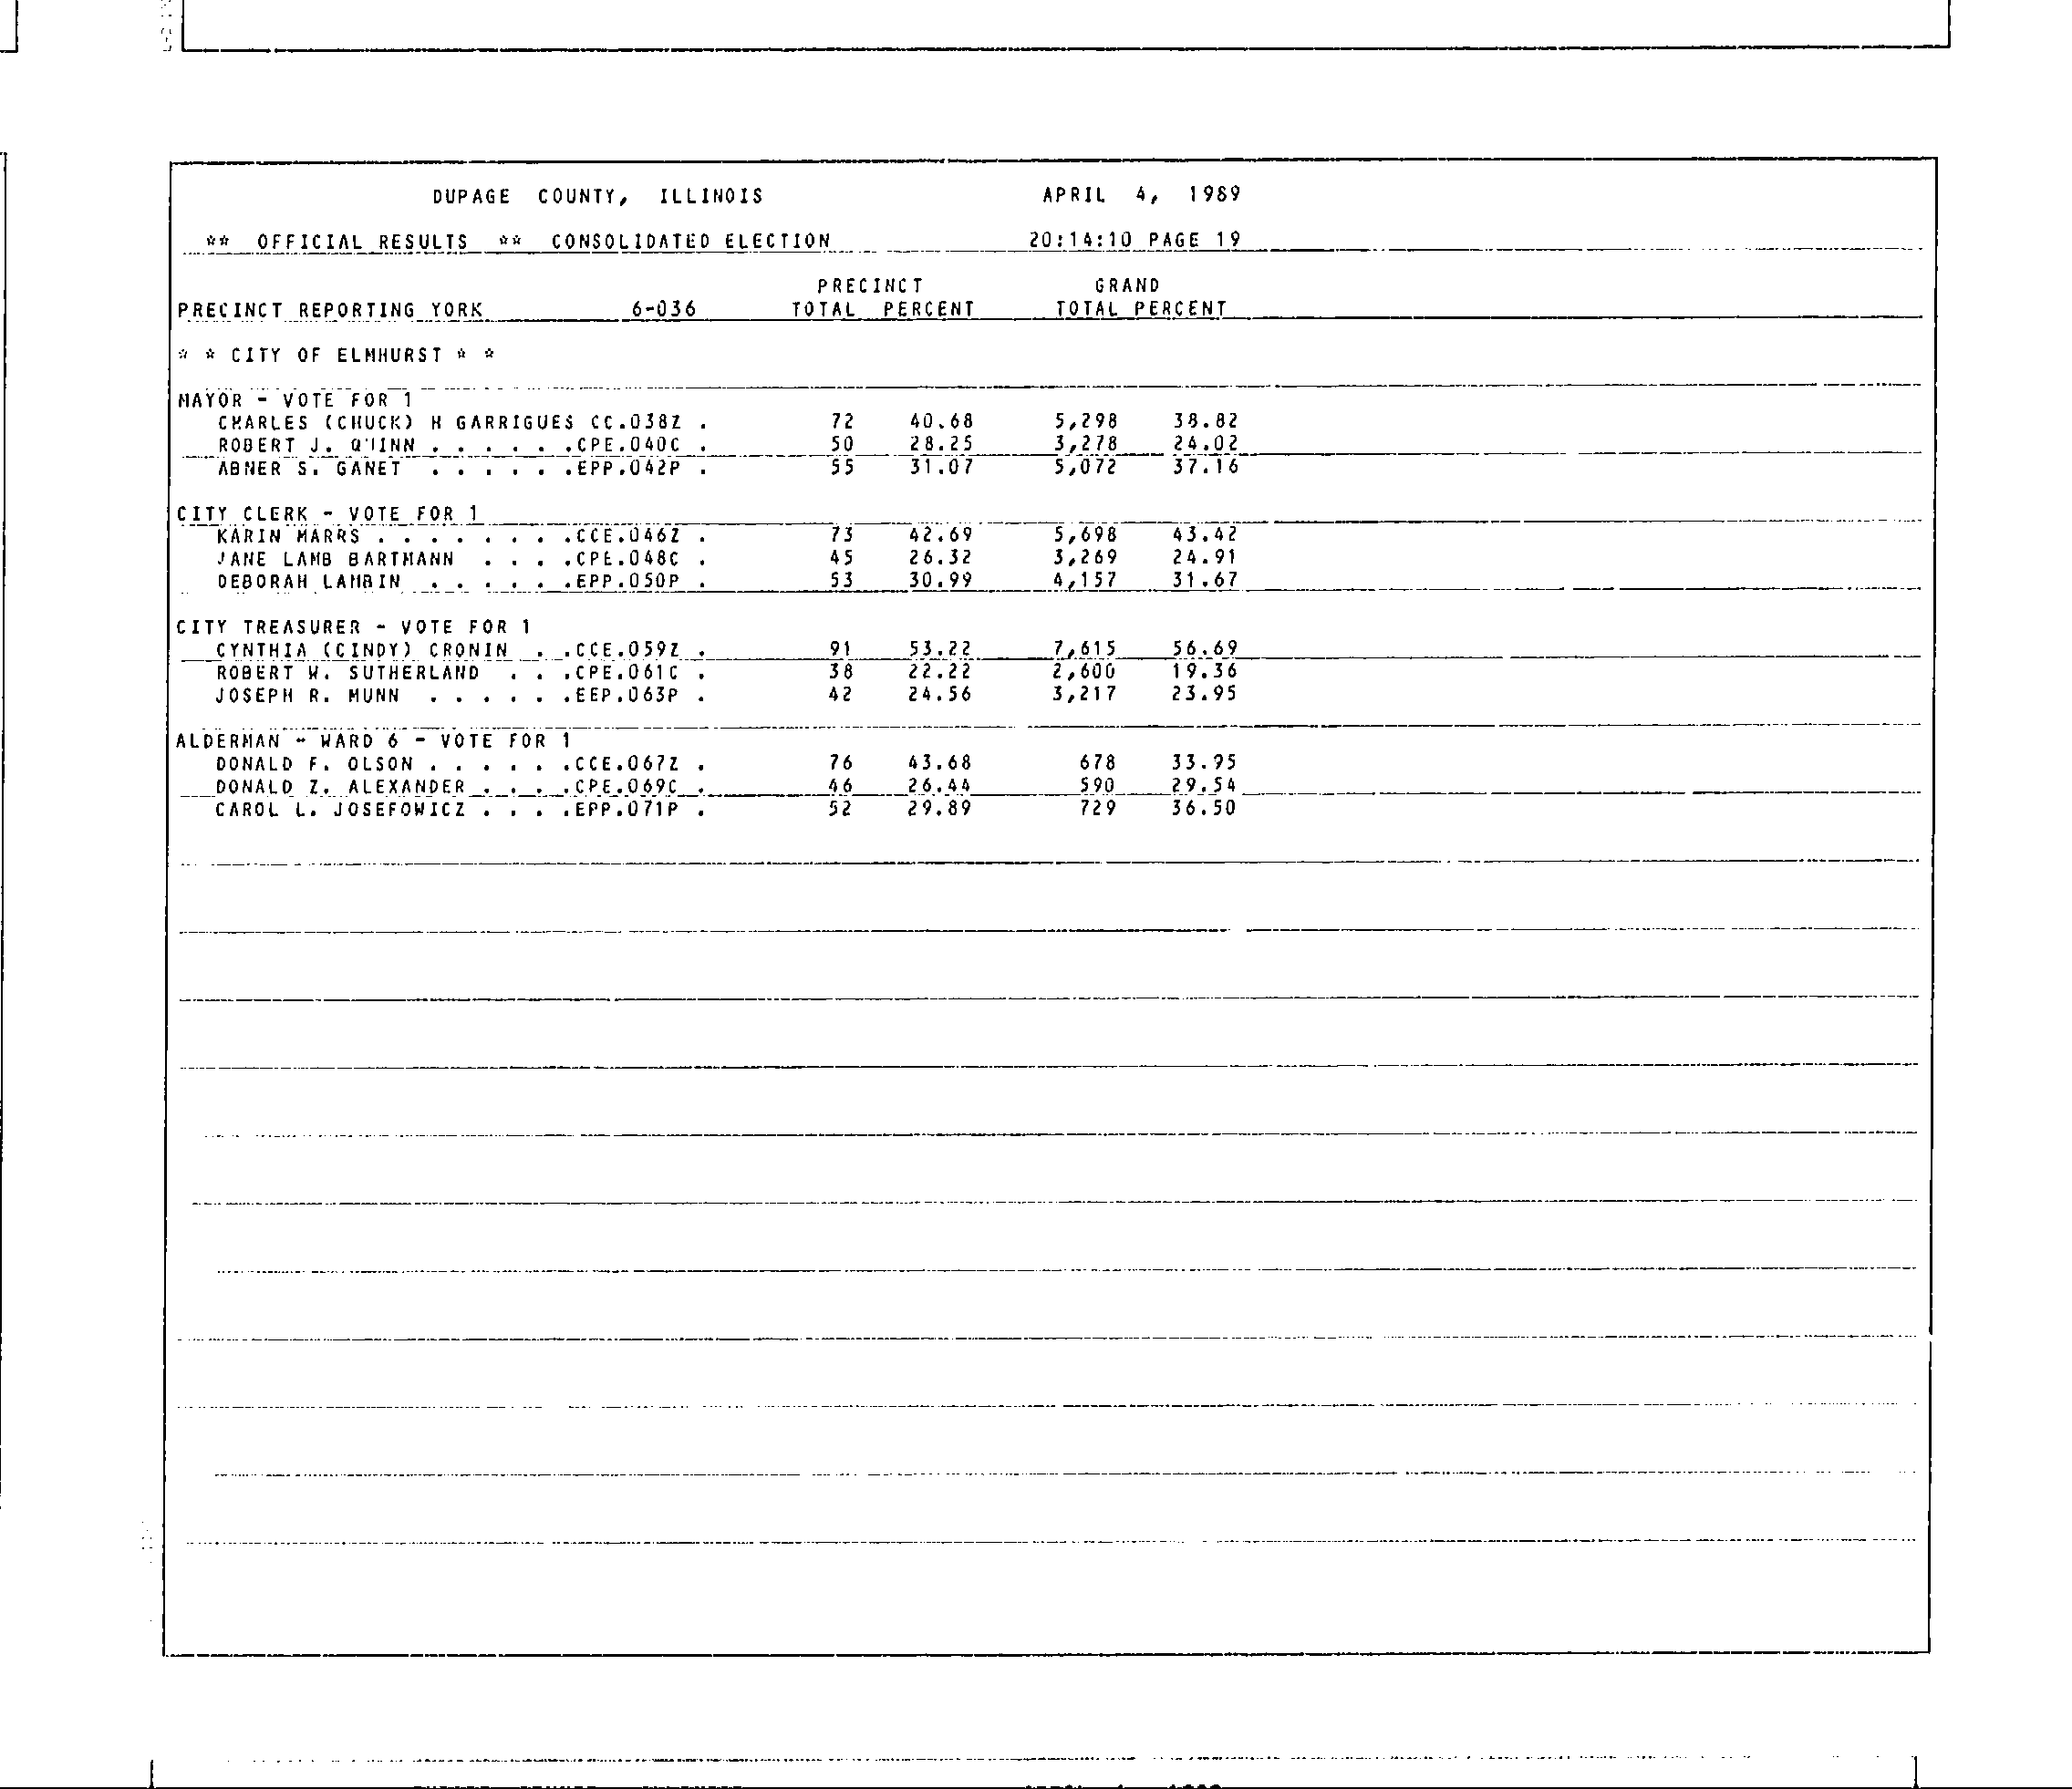 DUPAGE COUNTY, ILLINOIS APRIL 4, 1989
** OFFICIAL RESULTS ** CONSOLIDATED ELECTION 20:14:10 PAGE 19
PRECINCT GRAND
PRECINCT REPORTING YORK 6-036 TOTAL PERCENT TOTAL PERCENT
* * CITY OF ELMHURST * *
MAYOR - VOTE FOR 1
CHARLES (CHUCK) H GARRIGUES CC.038Z . 72 40.68 5,298 38.82
ROBERT J. QUINN . . . . . .CPE.040C . 50 28.25 3,278 24.02
ABNER S. GANET . . . . . .EPP.042P . 55 31.07 5,072 37.16
CITY CLERK - VOTE FOR 1
KARIN MARRS . . . . . . . .CCE.046Z . 73 42.69 5,698 43.42
JANE LAMB BARTMANN . . . .CPE.048C . 45 26.32 3,269 24.91
DEBORAH LAMBIN . . . . . .EPP.050P . 53 30.99 4,157 31.67
CITY TREASURER - VOTE FOR 1
CYNTHIA (CINDY) CRONIN . .CCE.059Z . 91 53.22 7,615 56.69
ROBERT W. SUTHERLAND . . .CPE.061C . 38 22.22 2,600 19.36
JOSEPH R. MUNN . . . . . .EEP.063P . 42 24.56 3,217 23.95
ALDERMAN - WARD 6 - VOTE FOR 1
DONALD F. OLSON . . . . . .CCE.067Z . 76 43.68 678 33.95
DONALD Z. ALEXANDER . . . .CPE.069C . 46 26.44 590 29.54
CAROL L. JOSEFOWICZ . . . .EPP.071P . 52 29.89 729 36.50